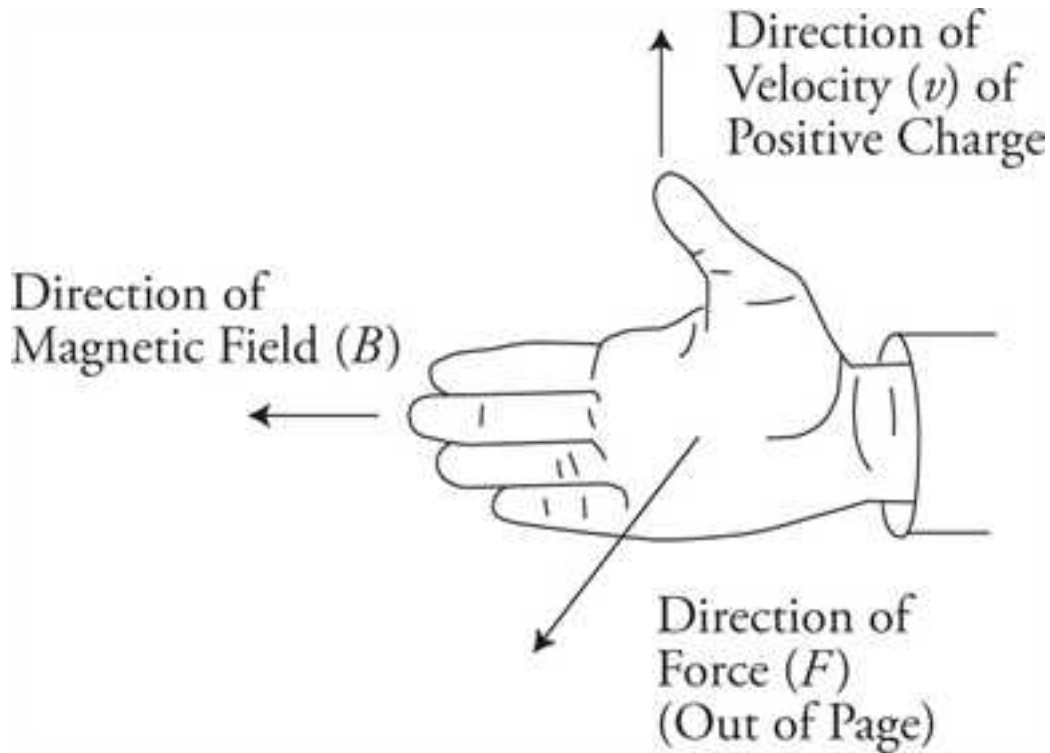 Direction of
Velocity (v) of
Positive Charge
Direction of
Magnetic Field (B)
Direction of
Force (F)
(Out of Page)